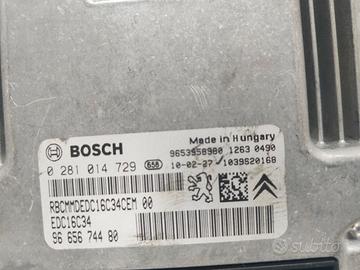 Made in Hungary
BOSCH
9653958980 1263 0490
0 281 014 729 658 10-02-27 1039S20168
RBCMMDEDC16C34CEM 00
EDC16C34
96 656 744 80
subito